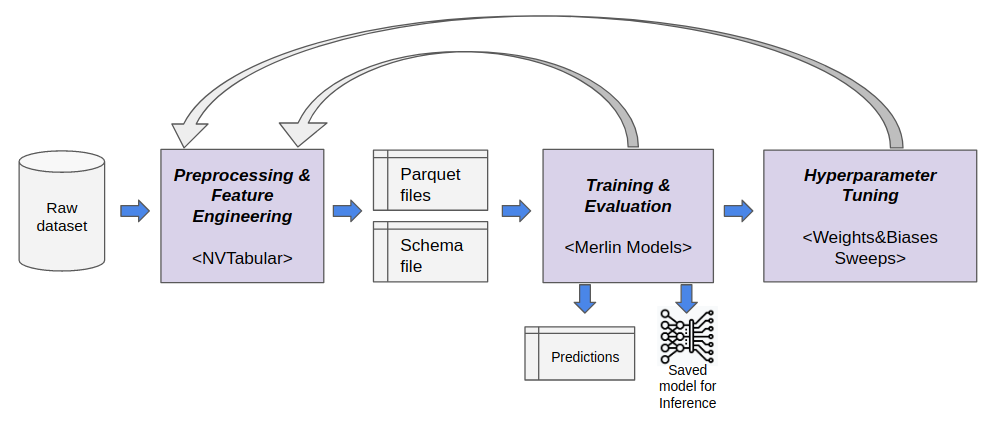 Raw
dataset
Preprocessing &
Feature
Engineering
<NVTabular>
Parquet
files
Schema
file
Training &
Evaluation
<Merlin Models>
Hyperparameter
Tuning
<Weights&Biases
Sweeps>
Predictions
Saved
model for
Inference